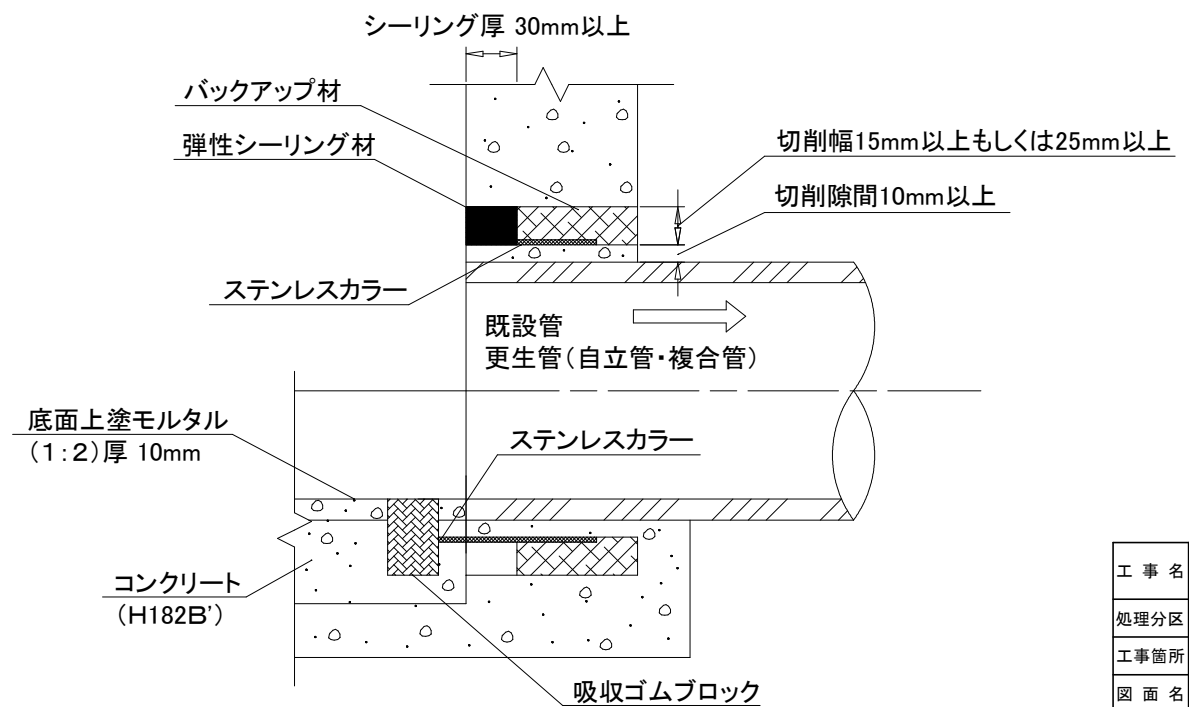 シーリング厚 30mm以上
バックアップ材
弾性シーリング材
切削幅15mm以上もしくは25mm以上
切削隙間10mm以上
ステンレスカラー
既設管
更生管(自立管・複合管)
底面上塗モルタル
(1:2)厚 10mm
ステンレスカラー
コンクリート
(H182B')
吸収ゴムブロック
工 事 名
処理分区
工事箇所
図 面 名